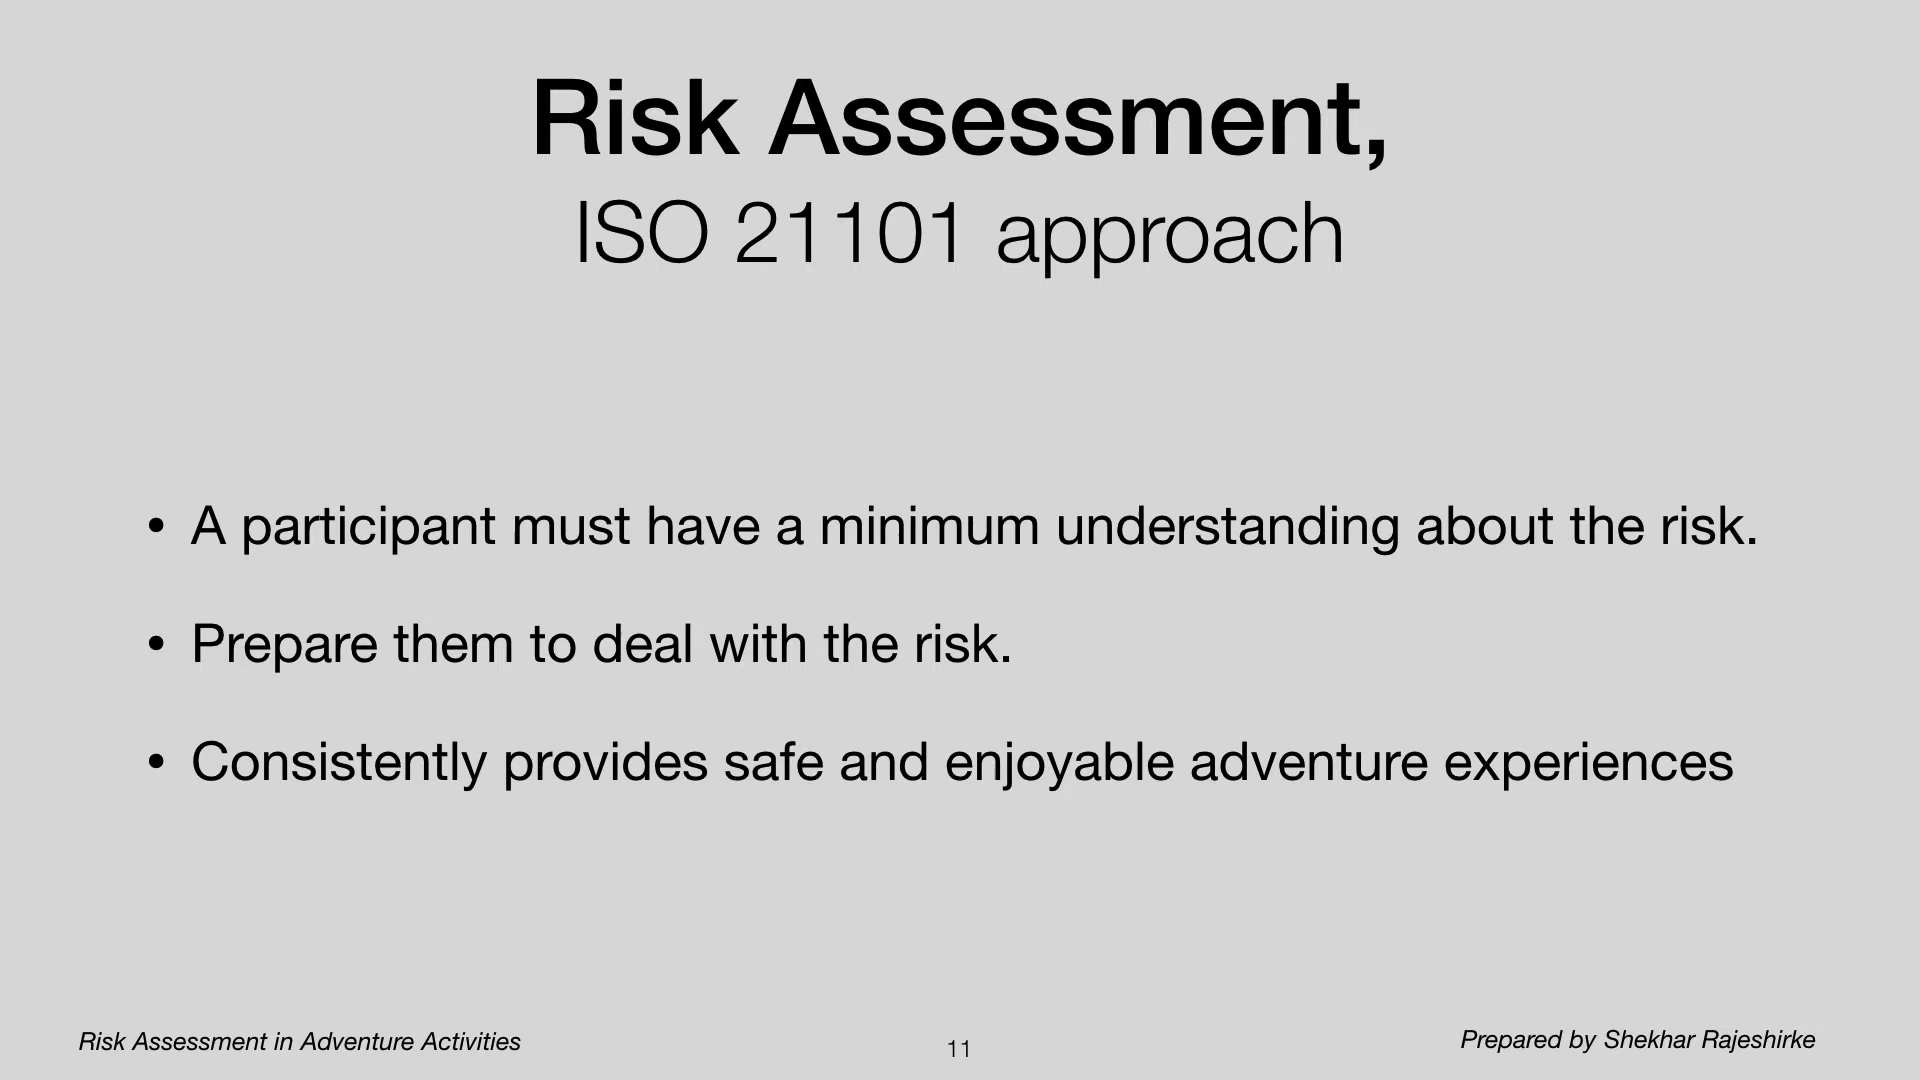 Risk Assessment,
ISO 21101 approach
• A participant must have a minimum understanding about the risk.
• Prepare them to deal with the risk.
• Consistently provides safe and enjoyable adventure experiences
Risk Assessment in Adventure Activities
11
Prepared by Shekhar Rajeshirke